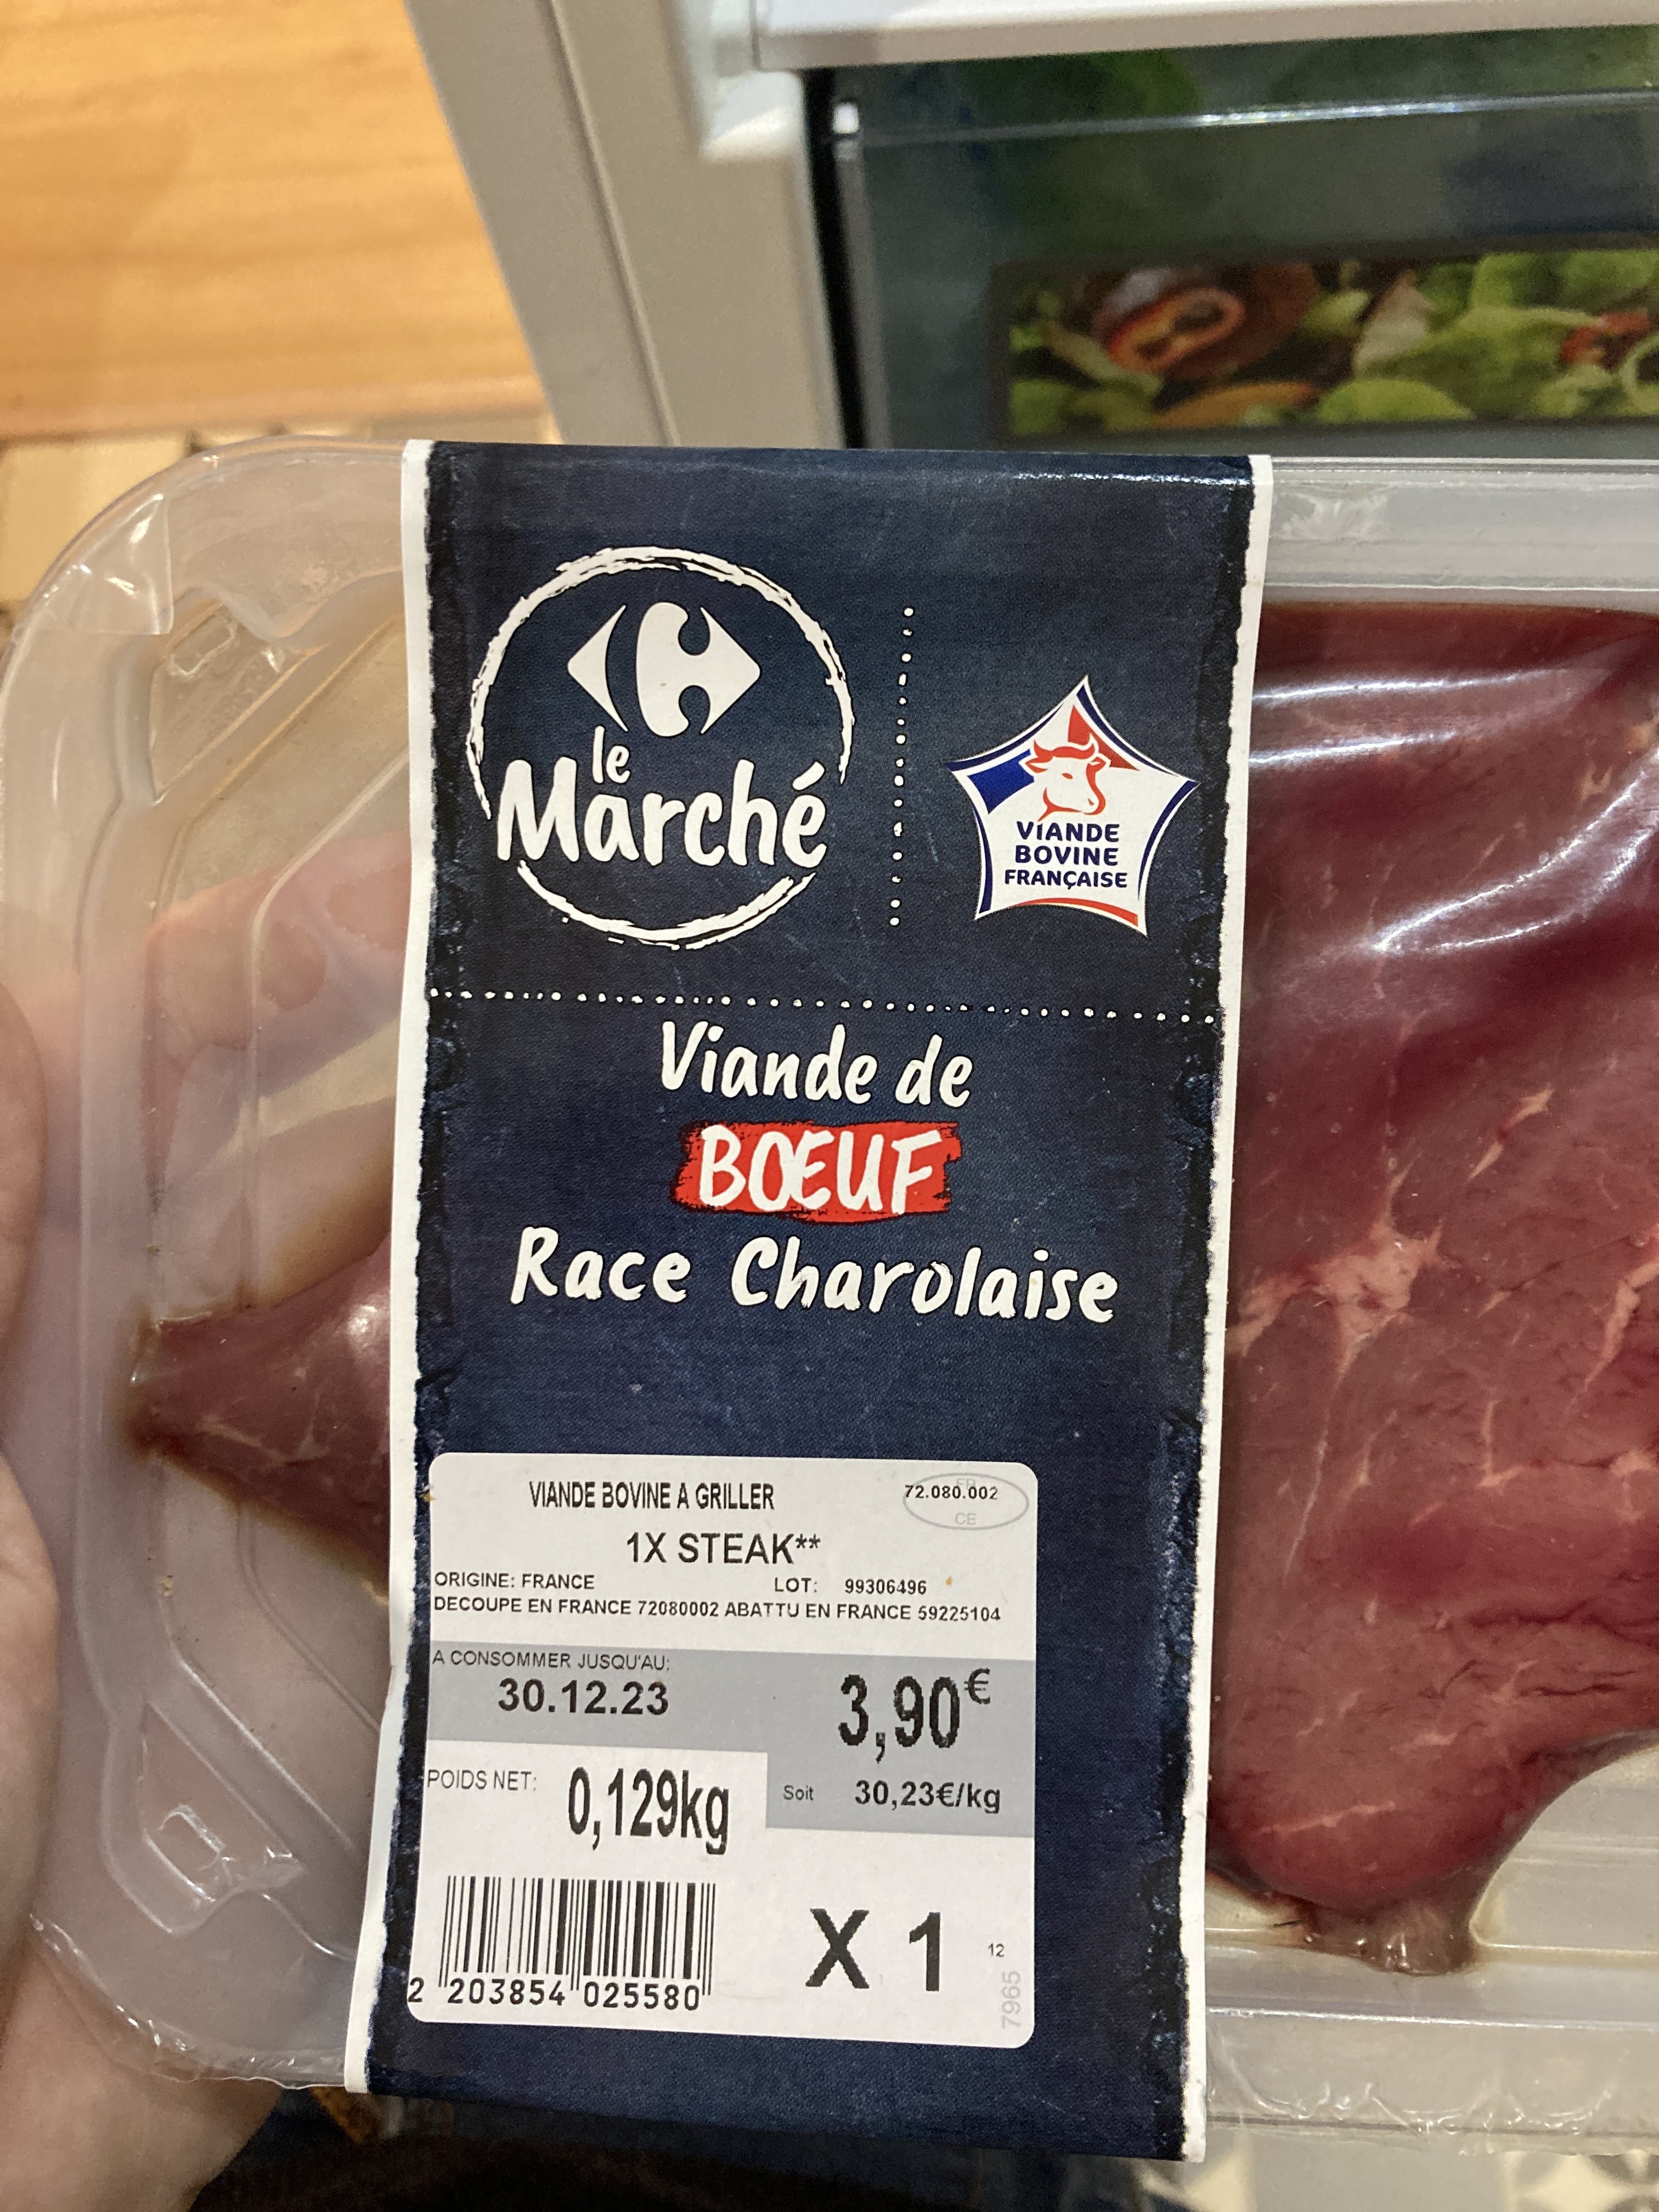 le
Marché
VIANDE
BOVINE
FRANÇAISE
Viande de
BŒUF
Race Charolaise
VIANDE BOVINE A GRILLER
FR
72.080.002
CE
1X STEAK**
ORIGINE: FRANCE LOT: 99306496
DECOUPE EN FRANCE 72080002 ABATTU EN FRANCE 59225104
A CONSOMMER JUSQU'AU:
30.12.23
3,90€
POIDS NET: 0,129kg
Soit 30,23€/kg
2 203854 025580
X 1
12
7965